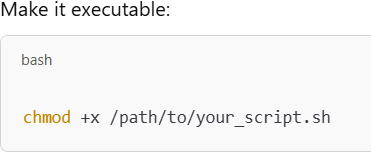 Make it executable:
bash
chmod +x /path/to/your_script.sh